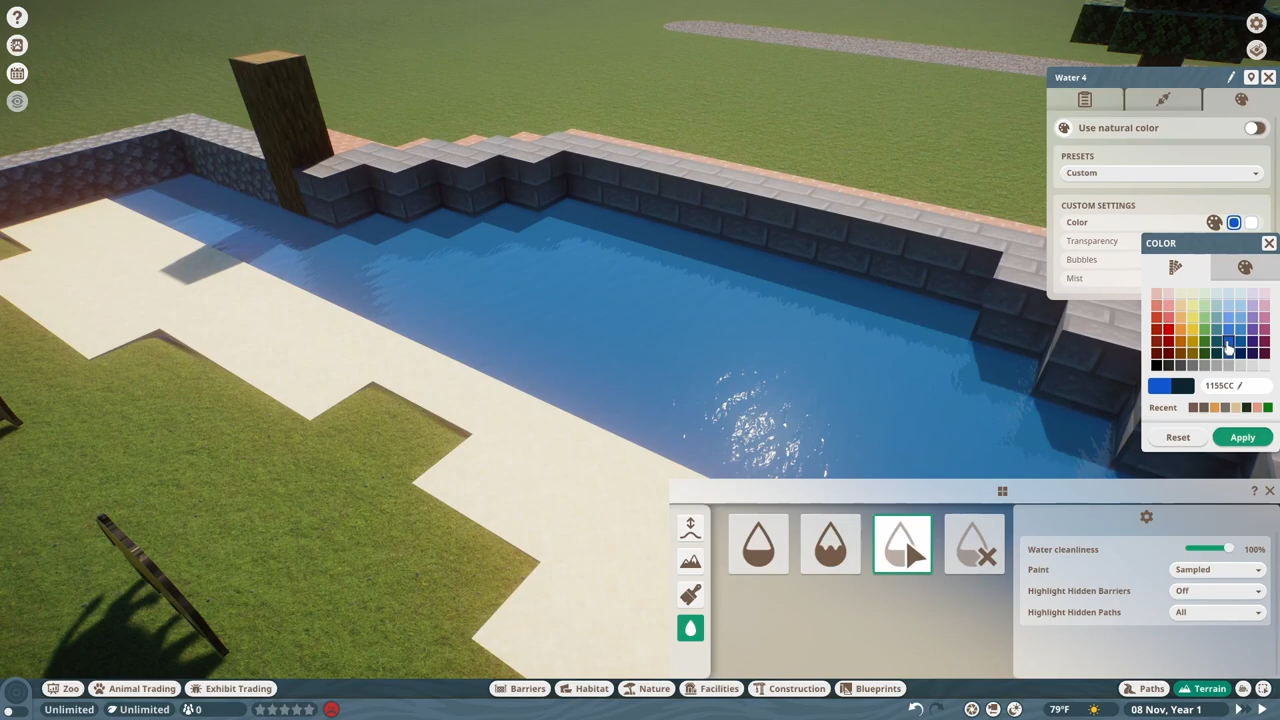 ?
Water 4
Use natural color
PRESETS
Custom
CUSTOM SETTINGS
Color
Transparency
Bubbles
Mist
COLOR
1155CC
Recent
Reset
Apply
?
Water cleanliness 100%
Paint Sampled
Highlight Hidden Barriers Off
Highlight Hidden Paths All
Zoo Animal Trading Exhibit Trading Barriers Habitat Nature Facilities Construction Blueprints Paths Terrain
Unlimited Unlimited 0 79°F 08 Nov, Year 1